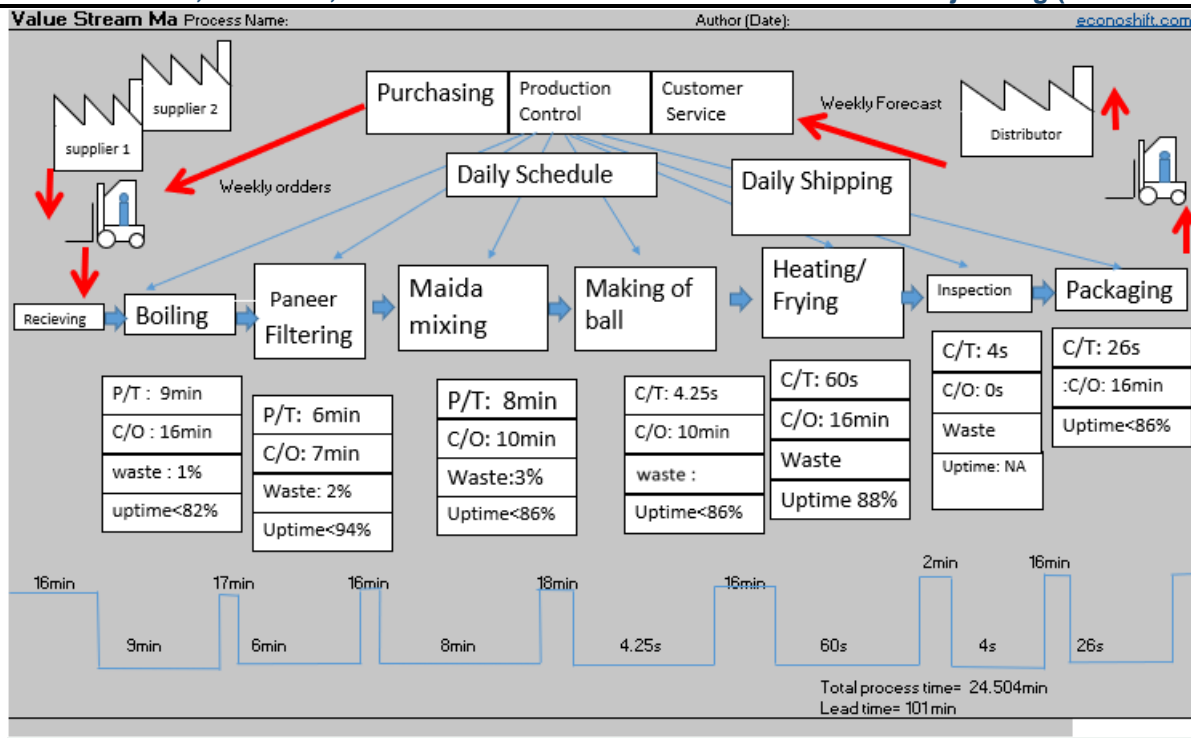 Value Stream Ma Process Name:
Author (Date):
econoshift.com
supplier 2
supplier 1
Purchasing
Production
Control
Customer
Service
Weekly Forecast
Distributor
Weekly ordders
Daily Schedule
Daily Shipping
Recieving
Boiling
Paneer
Filtering
Maida
mixing
Making of
ball
Heating/
Frying
Inspection
Packaging
P/T : 9min
C/O : 16min
waste : 1%
uptime<82%
P/T: 6min
C/O: 7min
Waste: 2%
Uptime<94%
P/T: 8min
C/O: 10min
Waste:3%
Uptime<86%
C/T: 4.25s
C/O: 10min
waste :
Uptime<86%
C/T: 60s
C/O: 16min
Waste
Uptime 88%
C/T: 4s
C/O: 0s
Waste
Uptime: NA
C/T: 26s
:C/O: 16min
Uptime<86%
16min
17min
16min
18min
16min
2min
16min
9min
6min
8min
4.25s
60s
4s
26s
Total process time= 24.504min
Lead time= 101min